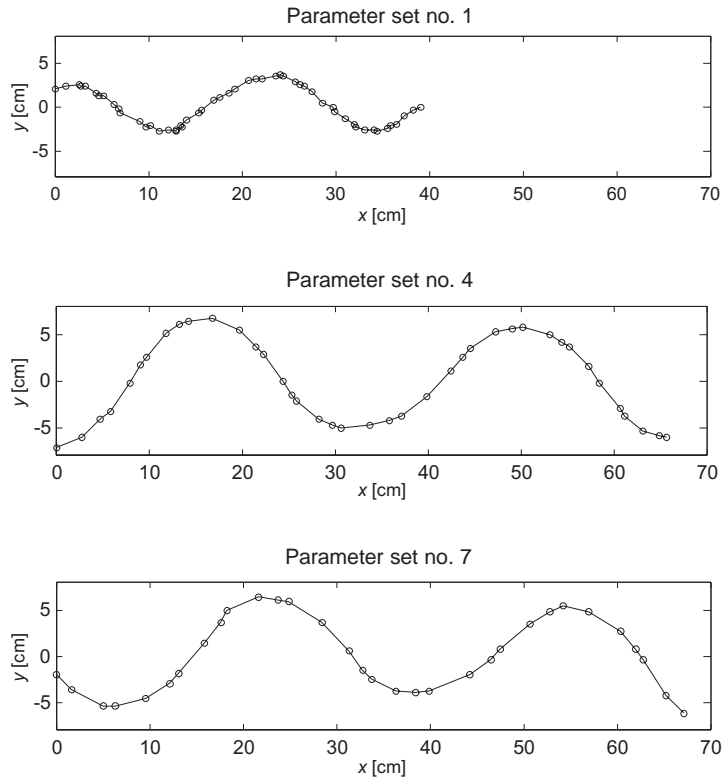 Parameter set no. 1
5
0
-5
y [cm]
0 10 20 30 40 50 60 70
x [cm]
Parameter set no. 4
5
0
-5
y [cm]
0 10 20 30 40 50 60 70
x [cm]
Parameter set no. 7
5
0
-5
y [cm]
0 10 20 30 40 50 60 70
x [cm]